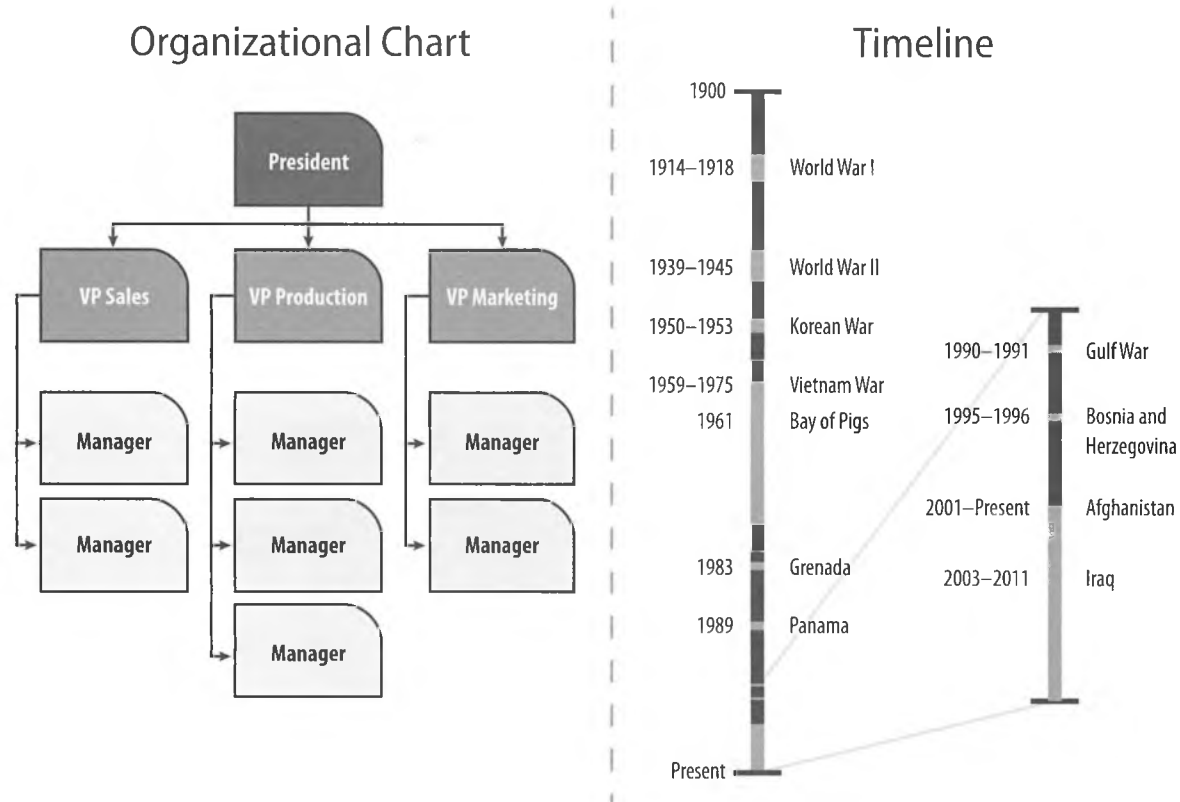 Organizational Chart
President
VP Sales
VP Production
VP Marketing
Manager
Manager
Manager
Manager
Manager
Manager
Manager
Timeline
1900
1914–1918 World War I
1939–1945 World War II
1950–1953 Korean War
1959–1975 Vietnam War
1961 Bay of Pigs
1983 Grenada
1989 Panama
Present
1990–1991 Gulf War
1995–1996 Bosnia and
Herzegovina
2001–Present Afghanistan
2003–2011 Iraq